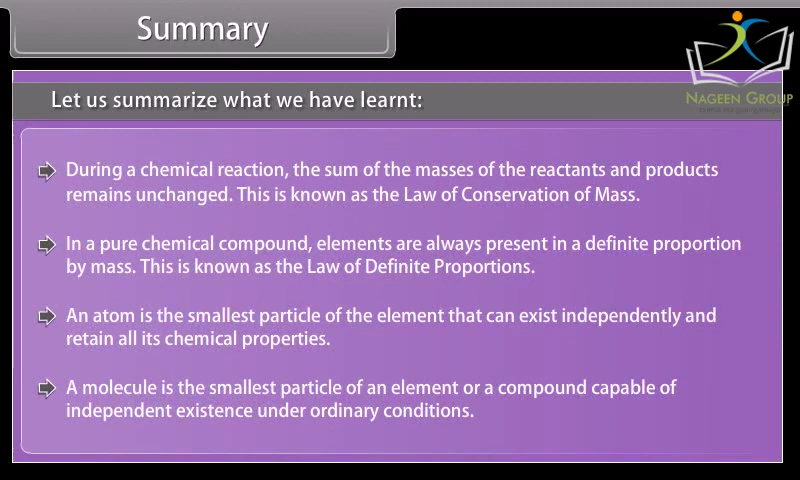 Summary
NAGEEN GROUP
Let us summarize what we have learnt:
During a chemical reaction, the sum of the masses of the reactants and products
remains unchanged. This is known as the Law of Conservation of Mass.
In a pure chemical compound, elements are always present in a definite proportion
by mass. This is known as the Law of Definite Proportions.
An atom is the smallest particle of the element that can exist independently and
retain all its chemical properties.
A molecule is the smallest particle of an element or a compound capable of
independent existence under ordinary conditions.